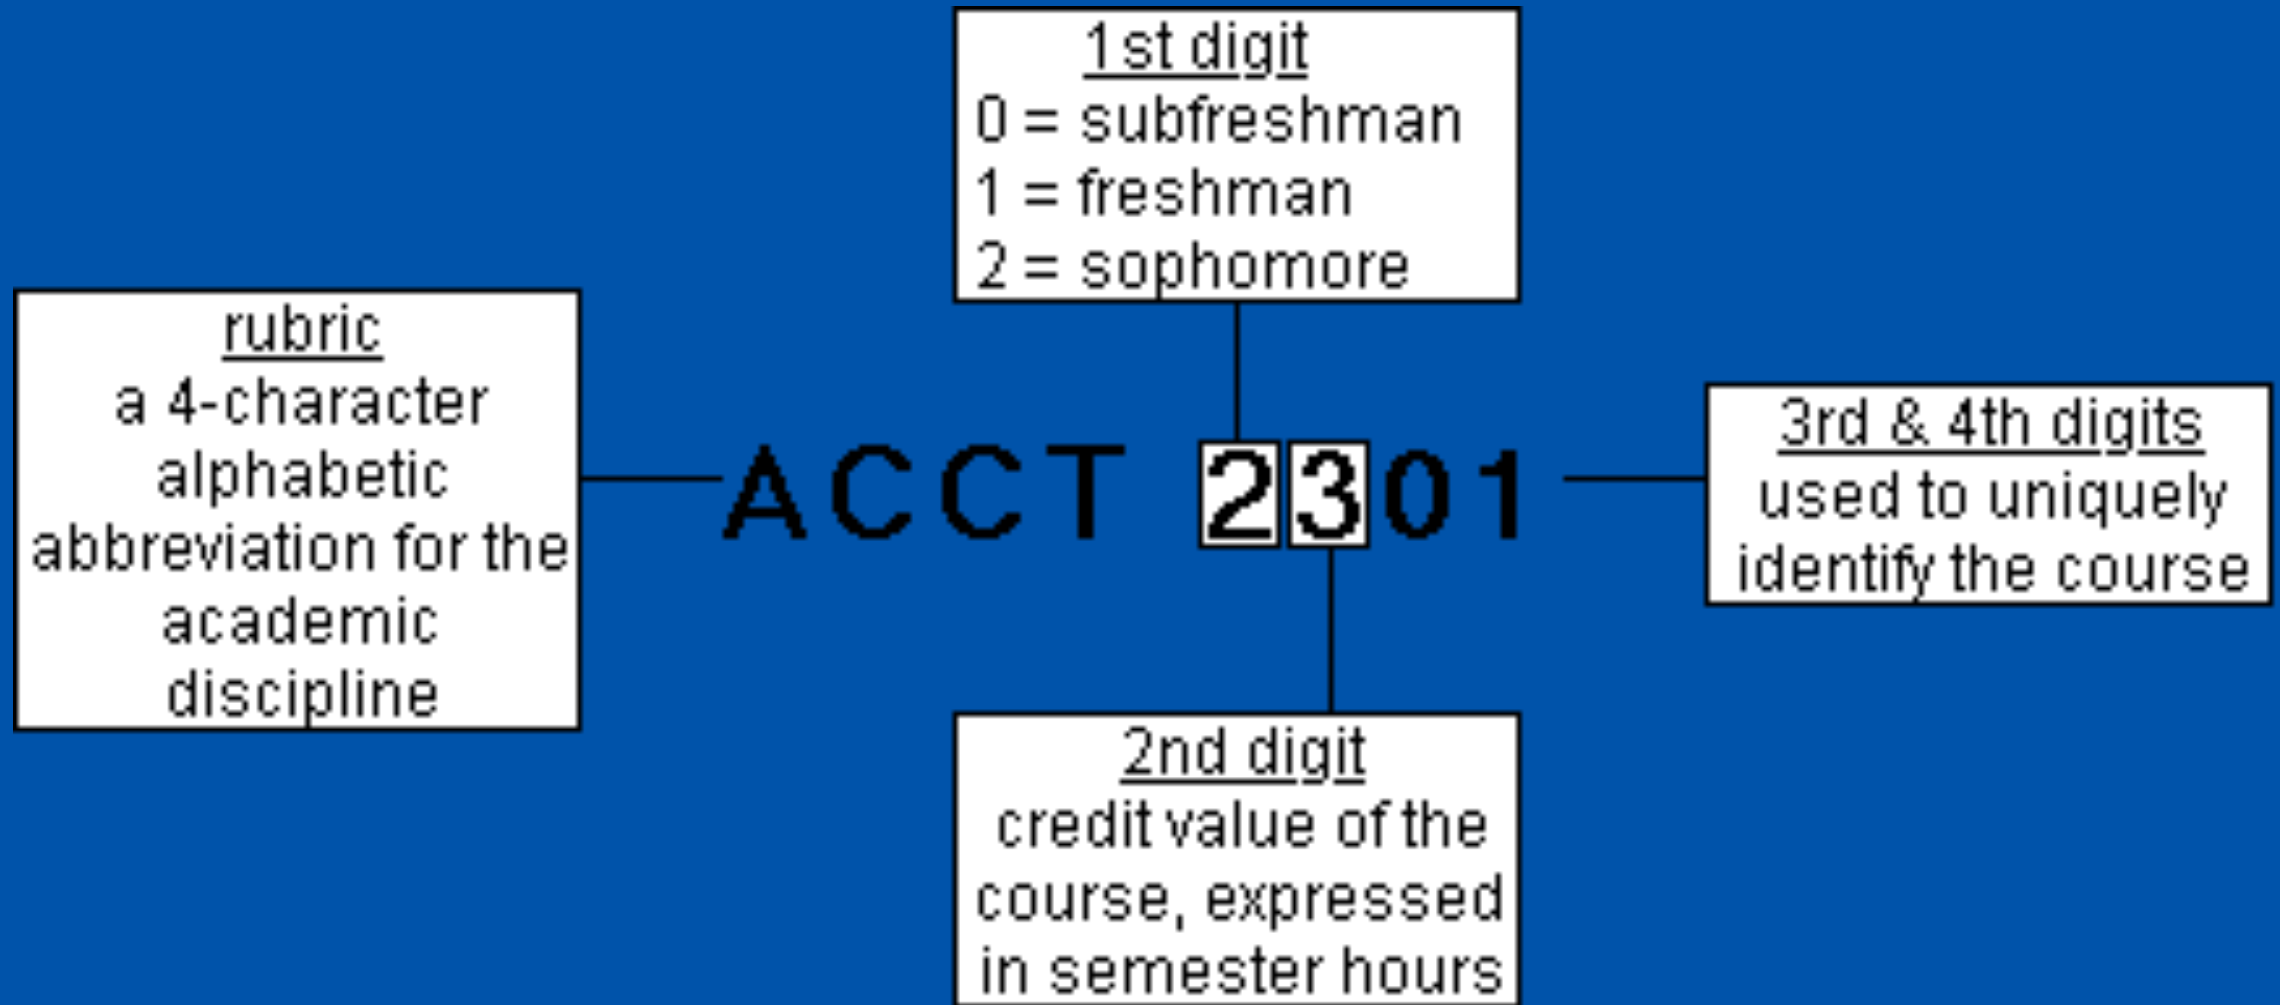 1st digit
0 = subfreshman
1 = freshman
2 = sophomore
rubric
a 4-character
alphabetic
abbreviation for the
academic
discipline
ACCT 2301
3rd & 4th digits
used to uniquely
identify the course
2nd digit
credit value of the
course, expressed
in semester hours